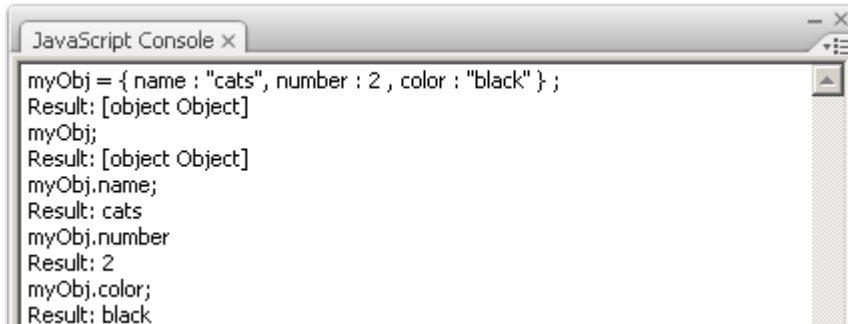 JavaScript Console ×
myObj = { name : "cats", number : 2 , color : "black" } ;
Result: [object Object]
myObj;
Result: [object Object]
myObj.name;
Result: cats
myObj.number
Result: 2
myObj.color;
Result: black